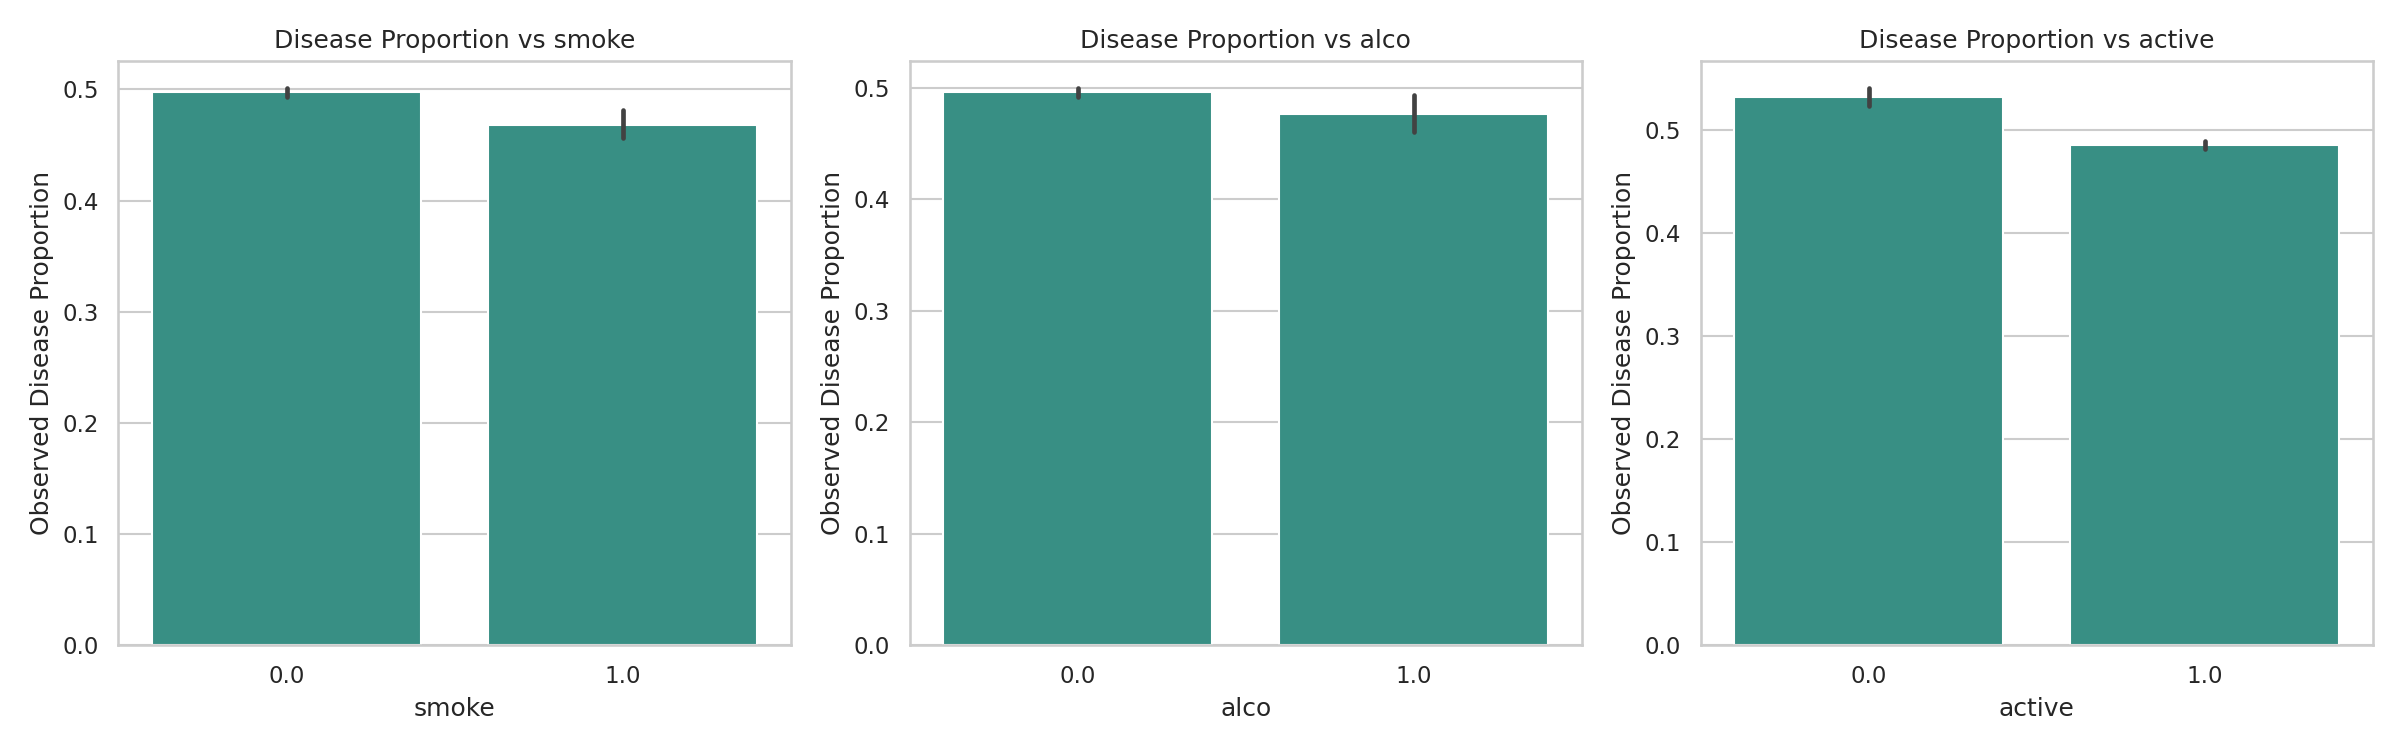 Disease Proportion vs smoke
Observed Disease Proportion
0.5
0.4
0.3
0.2
0.1
0.0
0.0 1.0
smoke
Disease Proportion vs alco
Observed Disease Proportion
0.5
0.4
0.3
0.2
0.1
0.0
0.0 1.0
alco
Disease Proportion vs active
Observed Disease Proportion
0.5
0.4
0.3
0.2
0.1
0.0
0.0 1.0
active